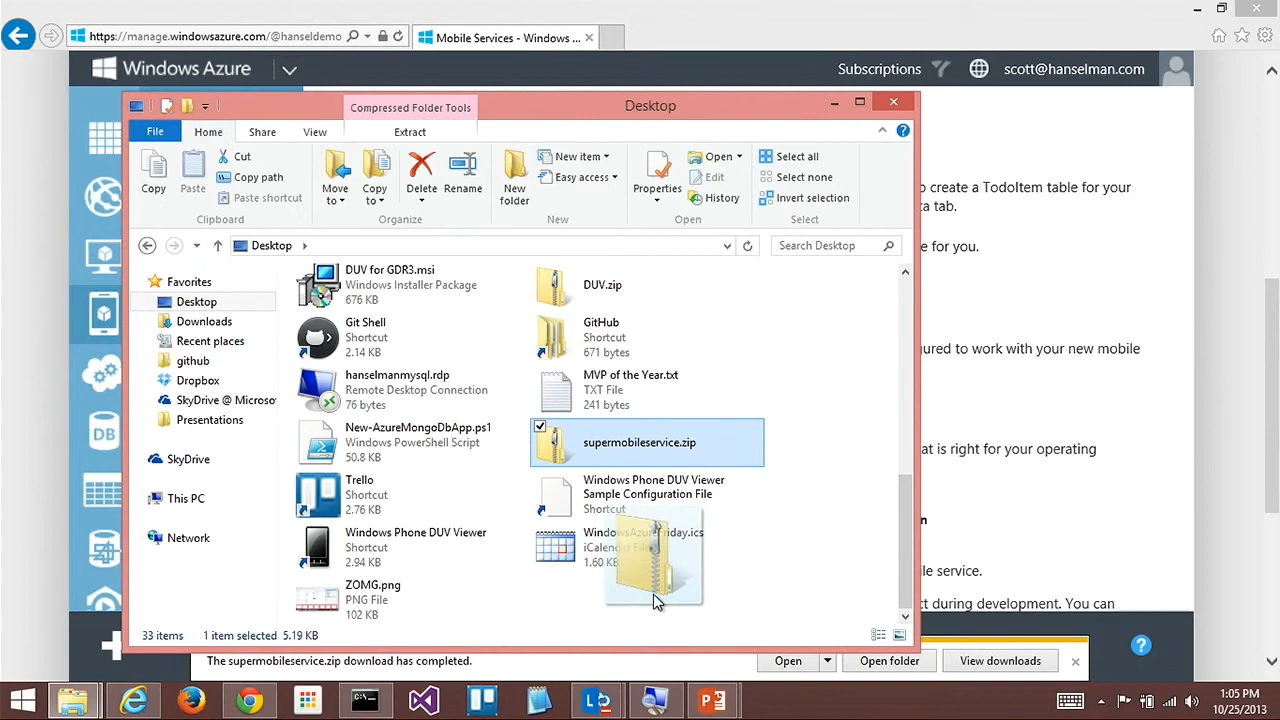 https://manage.windowsazure.com/@hanseldemo
Mobile Services - Windows ...
Windows Azure
Subscriptions
scott@hanselman.com
Compressed Folder Tools
Desktop
File
Home
Share
View
Extract
Copy
Paste
Cut
Copy path
Paste shortcut
Clipboard
Move to
Copy to
Delete
Rename
Organize
New folder
New item
Easy access
New
Properties
Open
Edit
History
Open
Select all
Select none
Invert selection
Select
Desktop
Search Desktop
Favorites
Desktop
Downloads
Recent places
github
Dropbox
SkyDrive @ Microso
Presentations
SkyDrive
This PC
Network
DUV for GDR3.msi
Windows Installer Package
676 KB
DUV.zip
Git Shell
Shortcut
2.14 KB
GitHub
Shortcut
671 bytes
hanselmanmysql.rdp
Remote Desktop Connection
76 bytes
MVP of the Year.txt
TXT File
241 bytes
New-AzureMongoDbApp.ps1
Windows PowerShell Script
50.8 KB
supermobileservice.zip
Trello
Shortcut
2.76 KB
Windows Phone DUV Viewer
Sample Configuration File
Shortcut
Windows Phone DUV Viewer
Shortcut
2.94 KB
WindowsAzureFriday.ics
iCalendar File
1.60 KB
ZOMG.png
PNG File
102 KB
33 items
1 item selected 5.19 KB
to create a TodoItem table for your
a tab.
e for you.
gured to work with your new mobile
at is right for your operating
n
ile service.
ct during development. You can
DB
The supermobileservice.zip download has completed.
Open
Open folder
View downloads
1:05 PM
10/25/2013